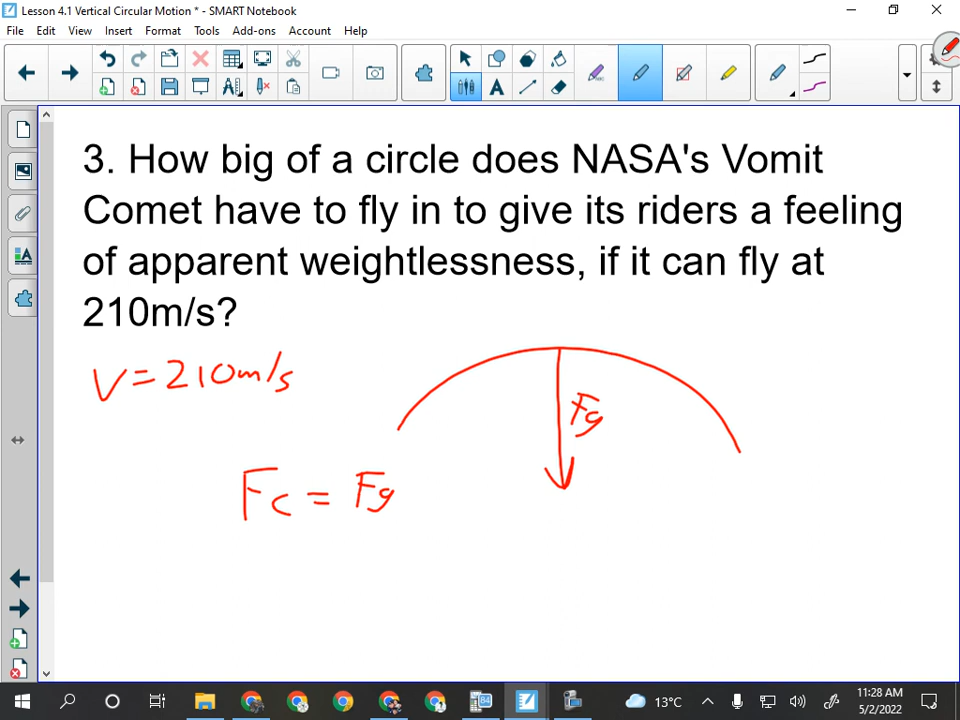 Lesson 4.1 Vertical Circular Motion * - SMART Notebook
File Edit View Insert Format Tools Add-ons Account Help
3. How big of a circle does NASA's Vomit
Comet have to fly in to give its riders a feeling
of apparent weightlessness, if it can fly at
210m/s?
V = 210m/s
Fg
Fc = Fg
13°C
11:28 AM
5/2/2022